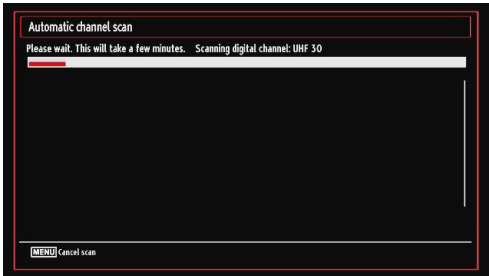 Automatic channel scan
Please wait. This will take a few minutes. Scanning digital channel: UHF 30
MENU Cancel scan